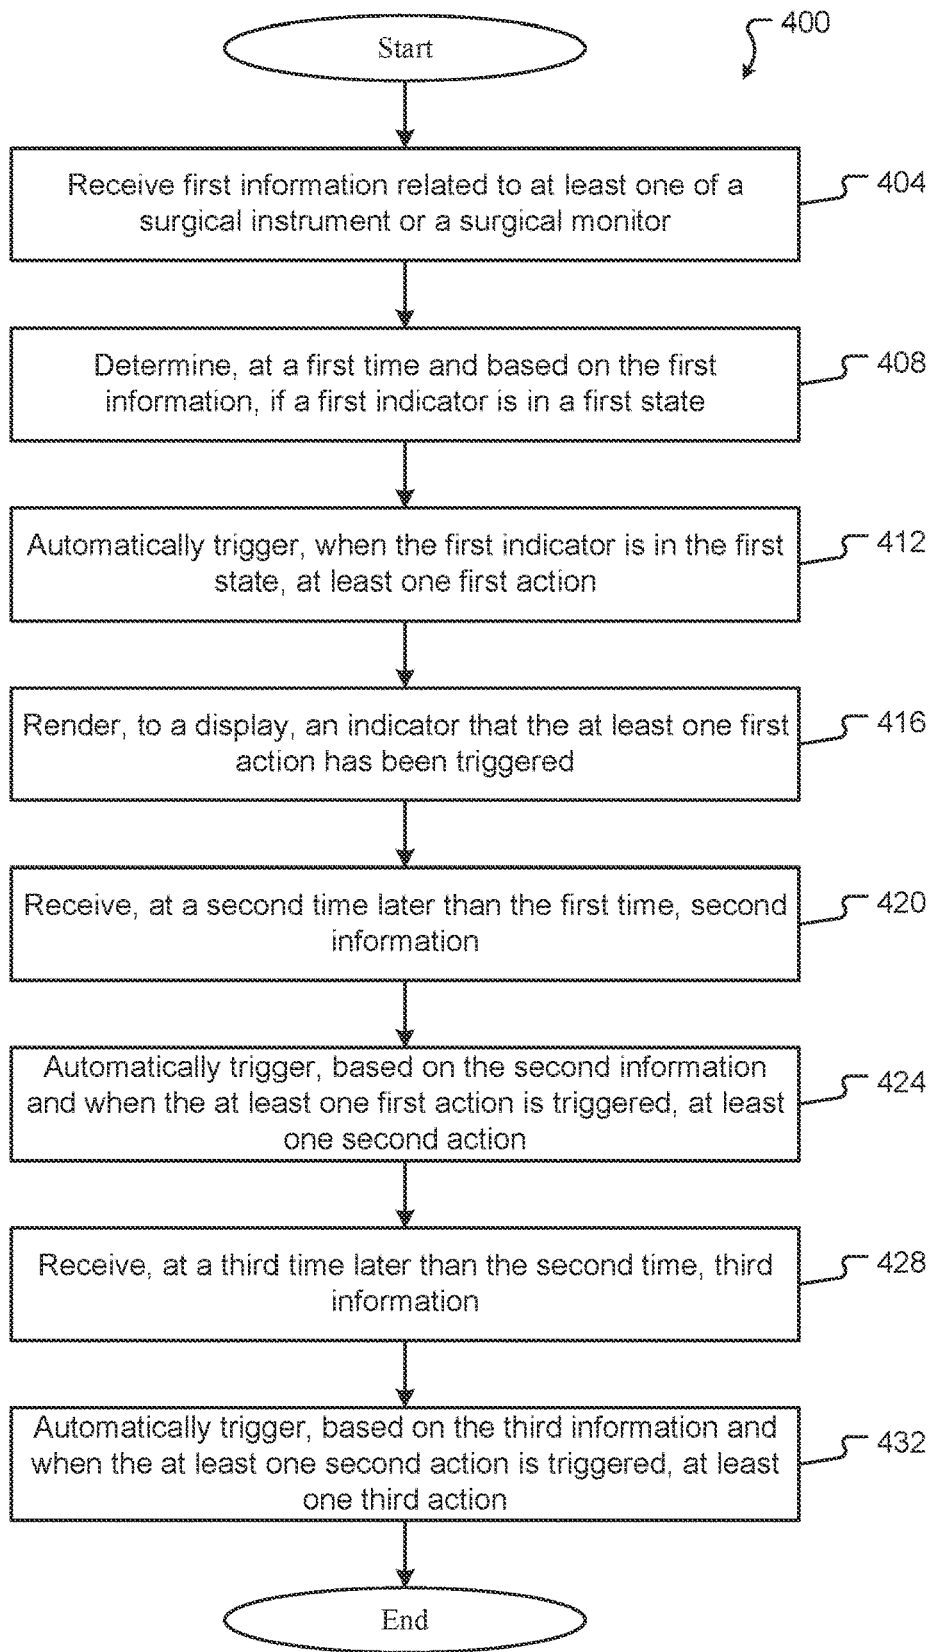 400
Start
Receive first information related to at least one of a
surgical instrument or a surgical monitor
404
Determine, at a first time and based on the first
information, if a first indicator is in a first state
408
Automatically trigger, when the first indicator is in the first
state, at least one first action
412
Render, to a display, an indicator that the at least one first
action has been triggered
416
Receive, at a second time later than the first time, second
information
420
Automatically trigger, based on the second information
and when the at least one first action is triggered, at least
one second action
424
Receive, at a third time later than the second time, third
information
428
Automatically trigger, based on the third information and
when the at least one second action is triggered, at least
one third action
432
End